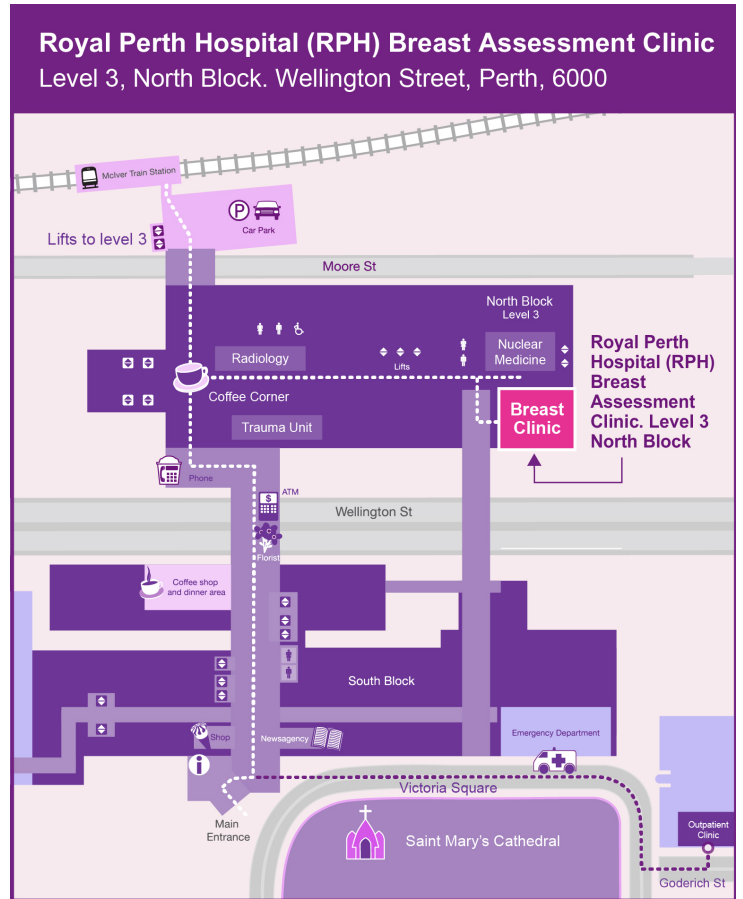 Royal Perth Hospital (RPH) Breast Assessment Clinic
Level 3, North Block. Wellington Street, Perth, 6000
McIver Train Station
P
Car Park
Lifts to level 3
Moore St
North Block
Level 3
Radiology
Lifts
Nuclear
Medicine
Royal Perth
Hospital (RPH)
Breast
Assessment
Clinic. Level 3
North Block
Coffee Corner
Breast
Clinic
Trauma Unit
Phone
$
ATM
Wellington St
Florist
Coffee shop
and dinner area
South Block
Shop
Newsagency
Emergency Department
i
Victoria Square
Main
Entrance
Saint Mary's Cathedral
Outpatient
Clinic
Goderich St